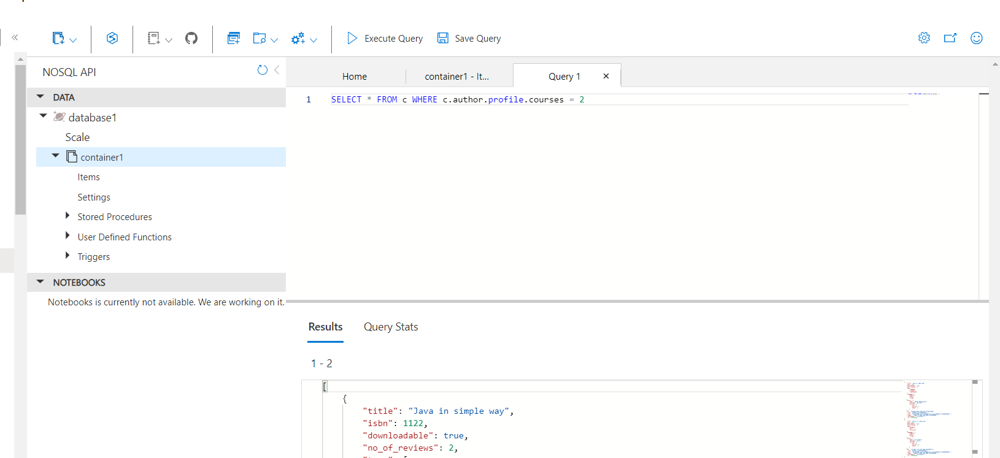 Execute Query
Save Query
NOSQL API
DATA
database1
Scale
container1
Items
Settings
Stored Procedures
User Defined Functions
Triggers
NOTEBOOKS
Notebooks is currently not available. We are working on it.
Home
container1 - It...
Query 1
1 SELECT * FROM c WHERE c.author.profile.courses = 2
Results
Query Stats
1 - 2
[
{
"title": "Java in simple way",
"isbn": 1122,
"downloadable": true,
"no_of_reviews": 2,